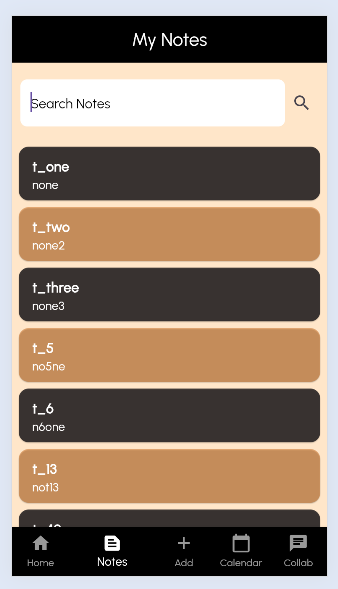 My Notes
Search Notes
t_one
none
t_two
none2
t_three
none3
t_5
no5ne
t_6
n6one
t_13
not13
Home
Notes
Add
Calendar
Collab